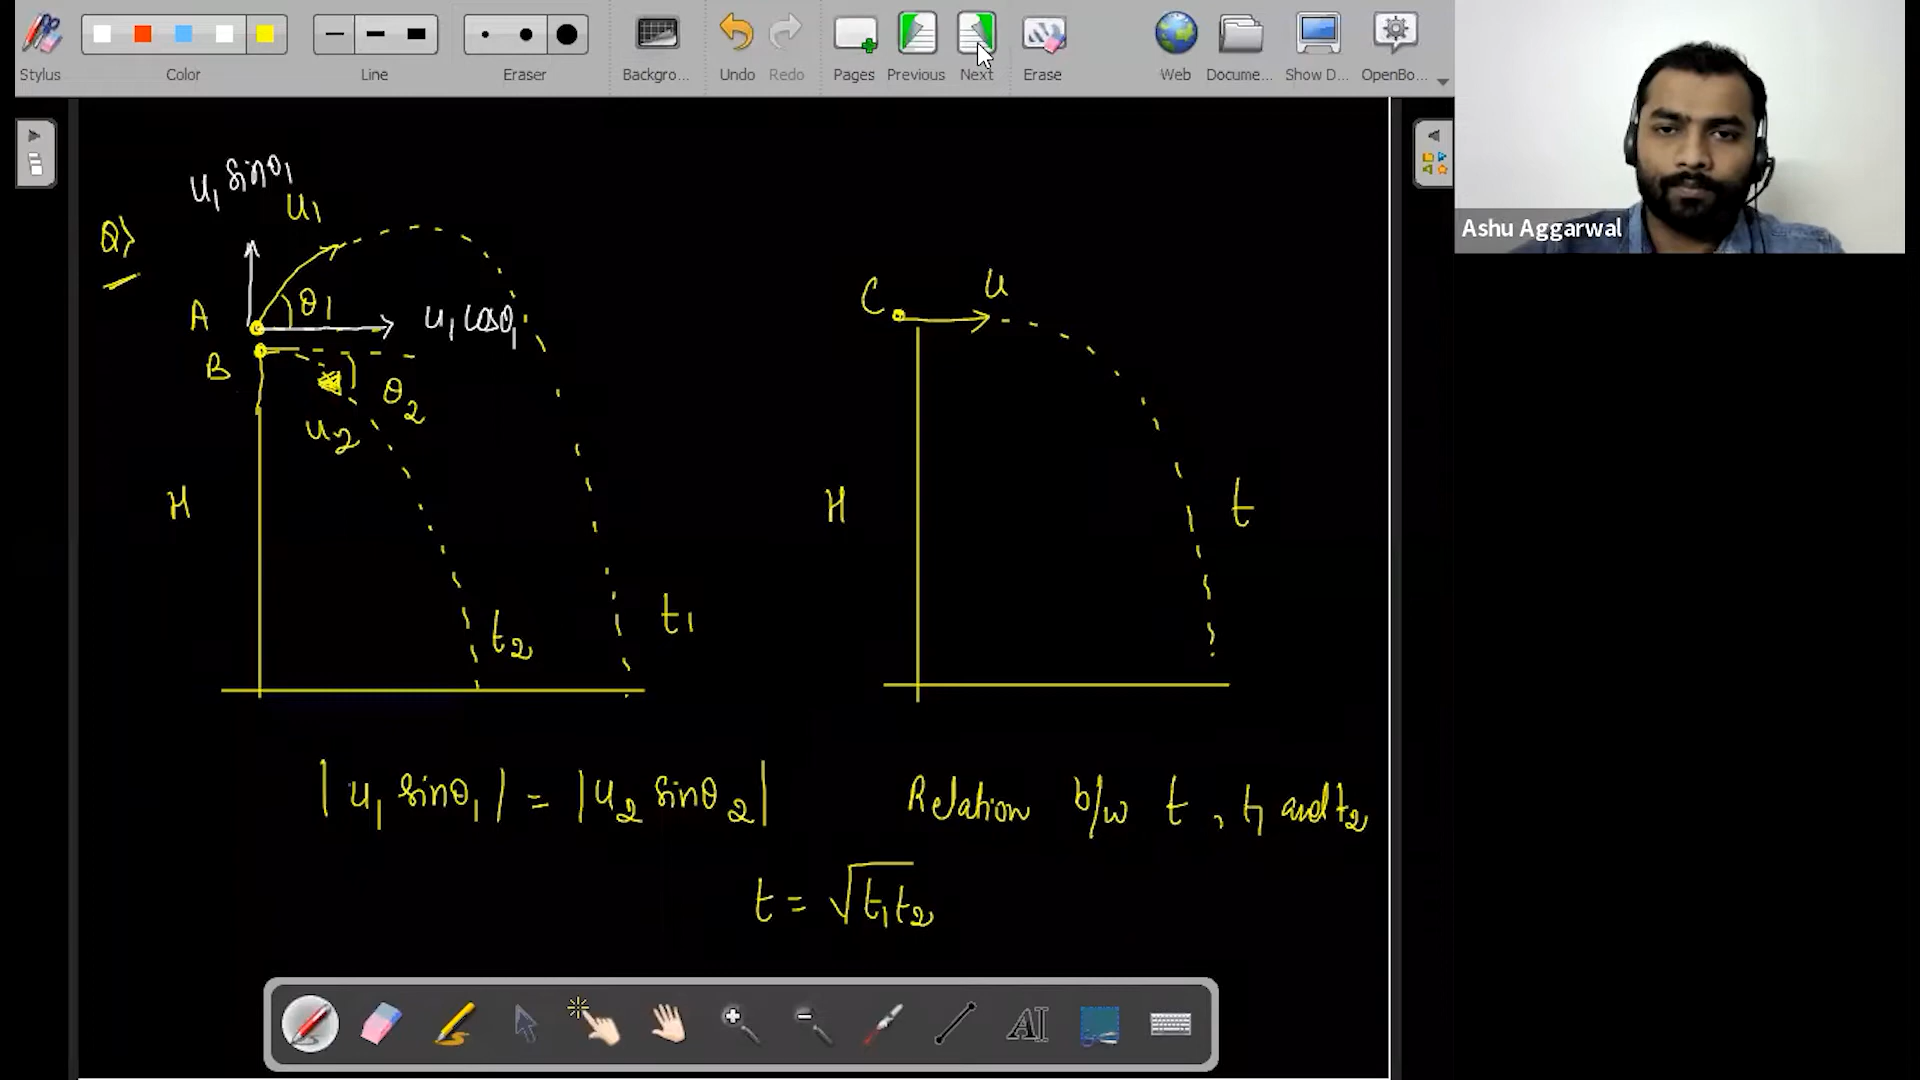 Stylus Color Line Eraser Backgro... Undo Redo Pages Previous Next Erase Web Docume... Show D... OpenBo...
Ashu Aggarwal
Q)
u₁ sinθ₁
u₁
A θ₁ u₁ cosθ₁
B θ₂
u₂
H
t₂ t₁
C u
H t
|u₁ sinθ₁| = |u₂ sinθ₂|
Relation b/w t, t₁ and t₂
t = √t₁t₂
AI